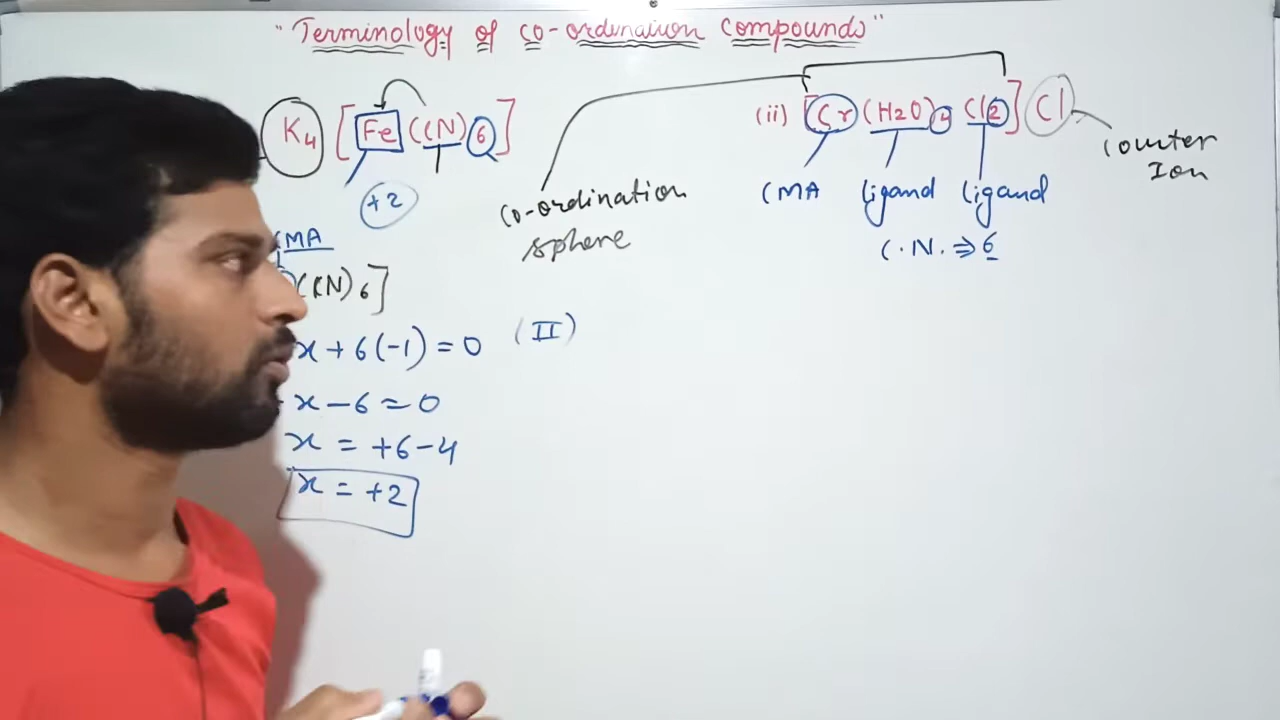 "Terminology of co-ordination compounds"
K4 [Fe (CN)6]
+2
CMA
(CN)6]
x + 6(-1) = 0 (II)
x - 6 = 0
x = +6-4
x = +2
co-ordination
sphere
(ii) [Cr (H2O)4 Cl2] Cl
CMA ligand ligand
C.N. ⇒ 6
Counter
Ion